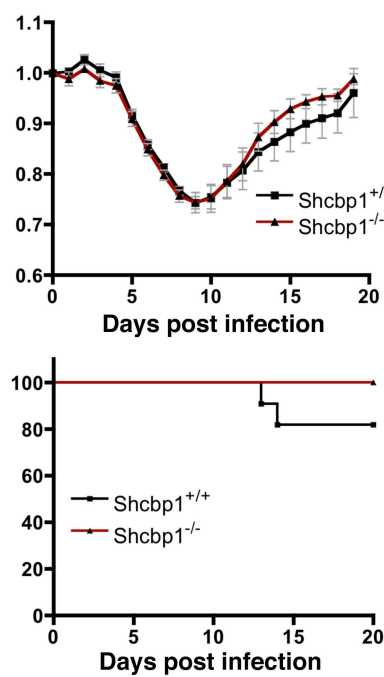 1.1
1.0
0.9
0.8
0.7
0.6
Shcbp1+/
Shcbp1-/-
0 5 10 15 20
Days post infection
100
80
60
40
20
0
Shcbp1+/+
Shcbp1-/-
0 5 10 15 20
Days post infection